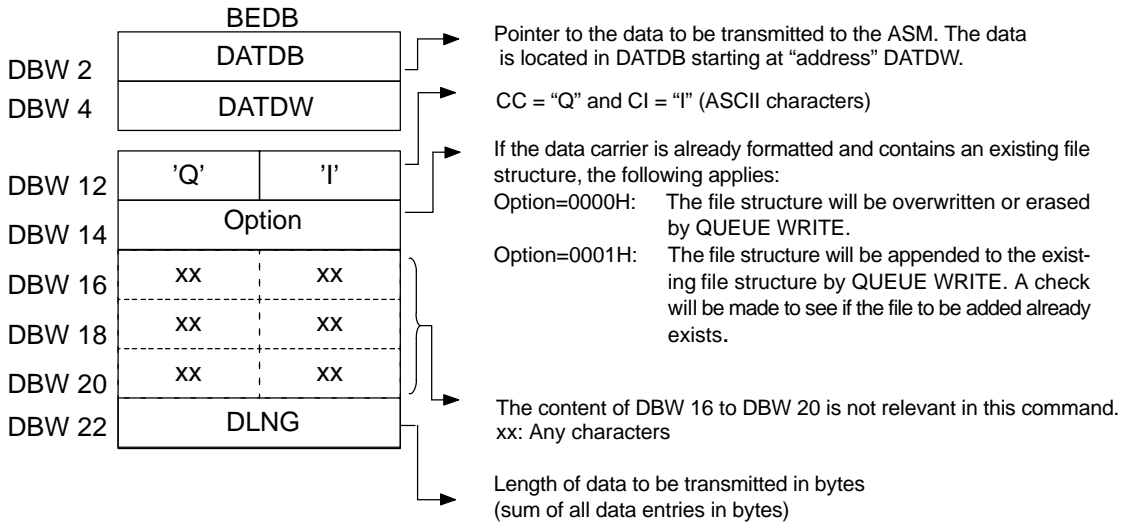 BEDB
DBW 2 DATDB
DBW 4 DATDW
DBW 12 ’Q’ ’I’
DBW 14 Option
DBW 16 xx xx
DBW 18 xx xx
DBW 20 xx xx
DBW 22 DLNG
Pointer to the data to be transmitted to the ASM. The data
is located in DATDB starting at “address” DATDW.
CC = “Q” and CI = “I” (ASCII characters)
If the data carrier is already formatted and contains an existing file
structure, the following applies:
Option=0000H: The file structure will be overwritten or erased
by QUEUE WRITE.
Option=0001H: The file structure will be appended to the exist-
ing file structure by QUEUE WRITE. A check
will be made to see if the file to be added already
exists.
The content of DBW 16 to DBW 20 is not relevant in this command.
xx: Any characters
Length of data to be transmitted in bytes
(sum of all data entries in bytes)